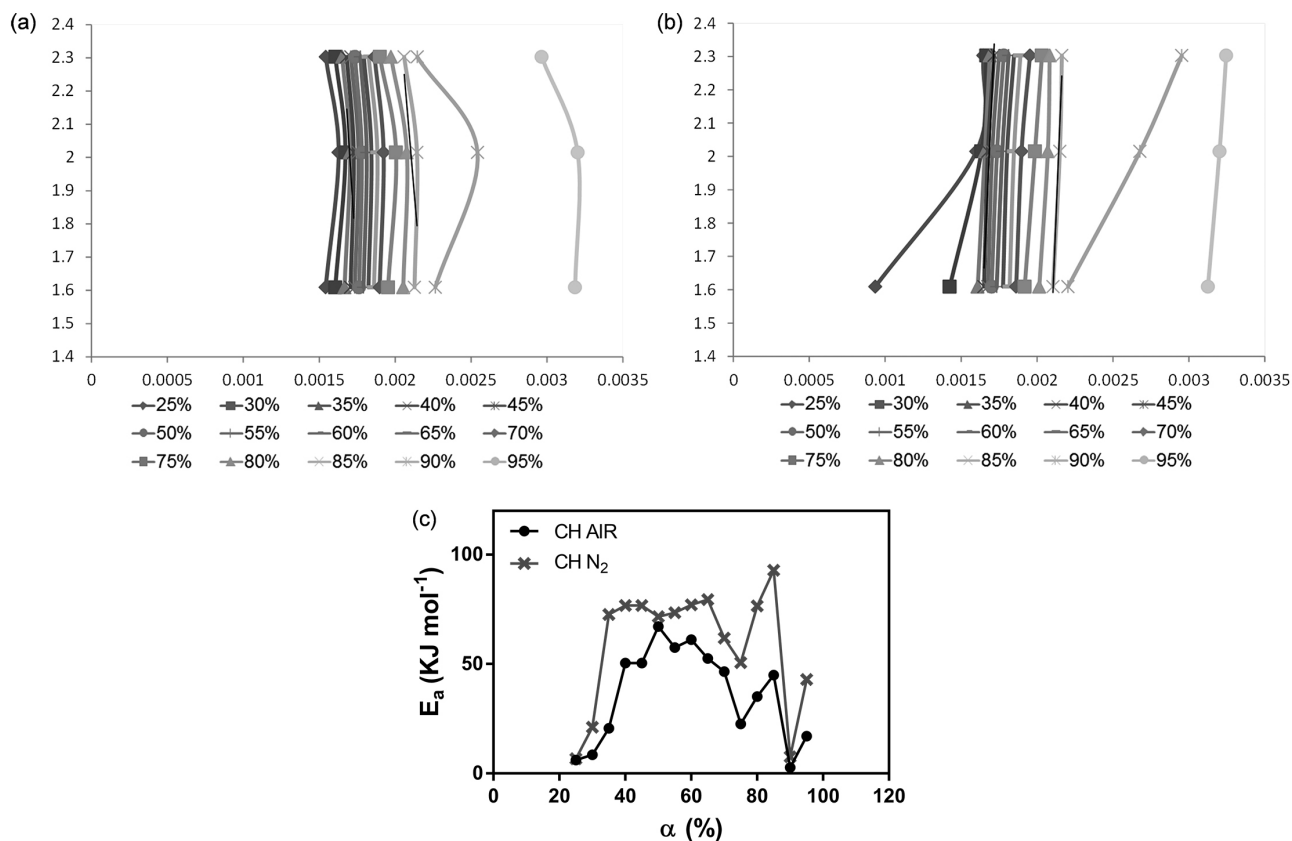 (a)
2.4
2.3
2.2
2.1
2
1.9
1.8
1.7
1.6
1.5
1.4
0 0.0005 0.001 0.0015 0.002 0.0025 0.003 0.0035
25% 30% 35% 40% 45%
50% 55% 60% 65% 70%
75% 80% 85% 90% 95%
(b)
2.4
2.3
2.2
2.1
2
1.9
1.8
1.7
1.6
1.5
1.4
0 0.0005 0.001 0.0015 0.002 0.0025 0.003 0.0035
25% 30% 35% 40% 45%
50% 55% 60% 65% 70%
75% 80% 85% 90% 95%
(c)
CH AIR
CH N₂
100
50
0
Eₐ (KJ mol⁻¹)
0 20 40 60 80 100 120
α (%)